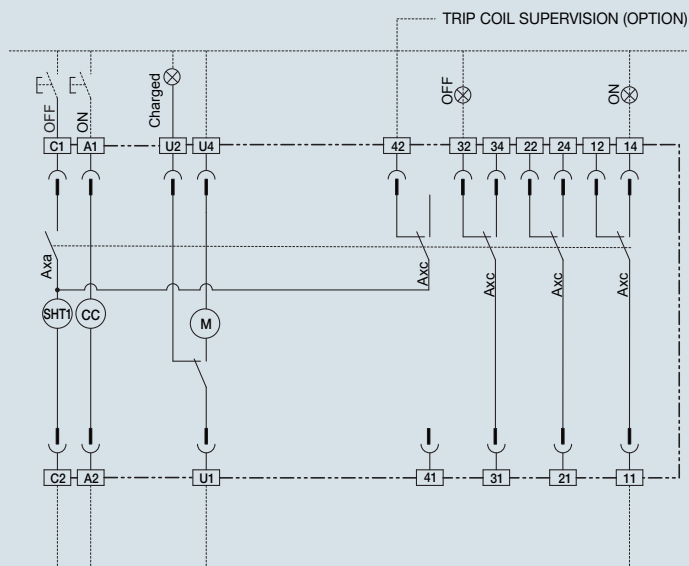 TRIP COIL SUPERVISION (OPTION)
OFF
ON
Charged
OFF
ON
C1 A1 U2 U4 42 32 34 22 24 12 14
Axa
Axc
Axc
Axc
Axc
SHT1 CC M
C2 A2 U1 41 31 21 11